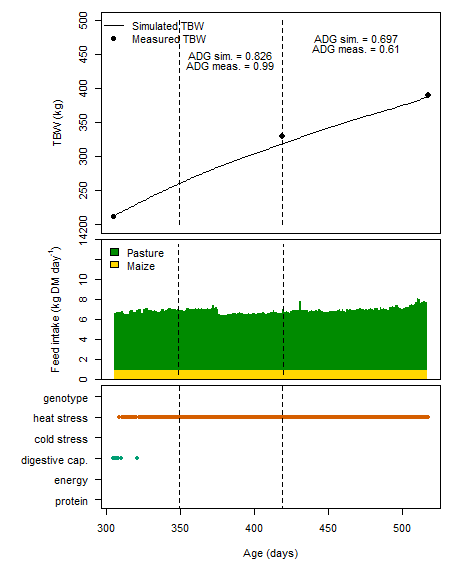 Simulated TBW
Measured TBW
ADG sim. = 0.826
ADG meas. = 0.99
ADG sim. = 0.697
ADG meas. = 0.61
TBW (kg)
500
450
400
350
300
250
200
Pasture
Maize
Feed intake (kg DM day⁻¹)
14
10
8
6
4
2
0
genotype
heat stress
cold stress
digestive cap.
energy
protein
300
350
400
450
500
Age (days)